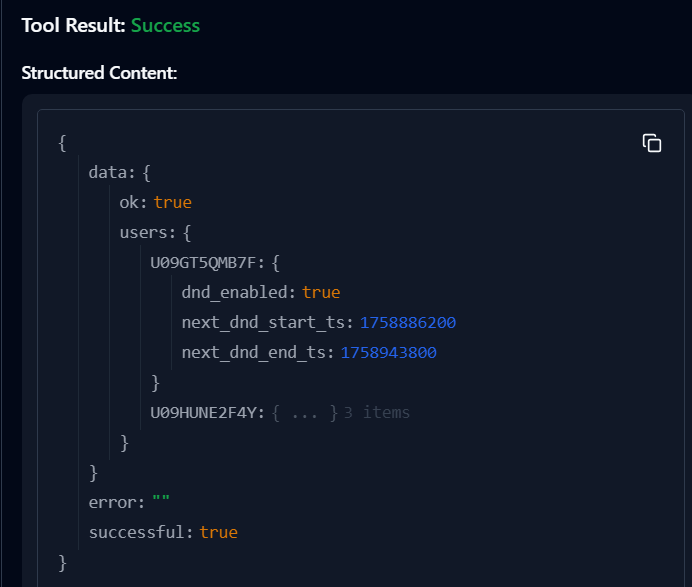 Tool Result: Success
Structured Content:
{
data: {
ok: true
users: {
U09GT5QMB7F: {
dnd_enabled: true
next_dnd_start_ts: 1758886200
next_dnd_end_ts: 1758943800
}
U09HUNE2F4Y: { ... } 3 items
}
}
error: ""
successful: true
}